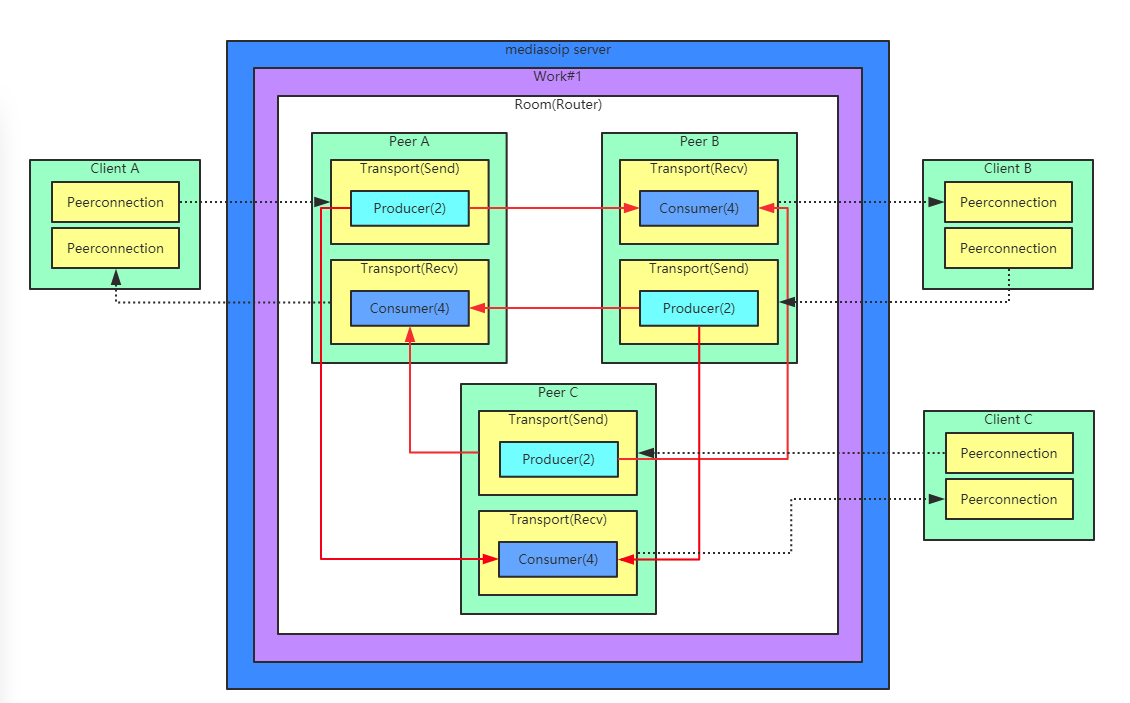 mediasoip server
Work#1
Room(Router)
Peer A
Transport(Send)
Producer(2)
Transport(Recv)
Consumer(4)
Peer B
Transport(Recv)
Consumer(4)
Transport(Send)
Producer(2)
Peer C
Transport(Send)
Producer(2)
Transport(Recv)
Consumer(4)
Client A
Peerconnection
Peerconnection
Client B
Peerconnection
Peerconnection
Client C
Peerconnection
Peerconnection